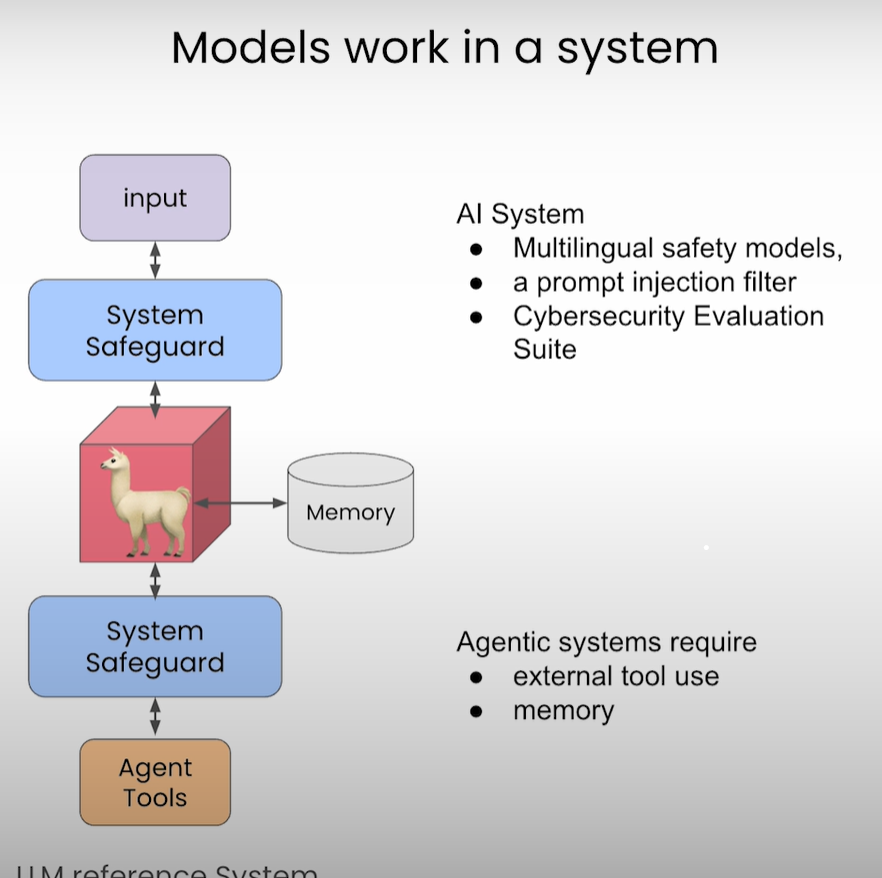 Models work in a system
input
System
Safeguard
Memory
System
Safeguard
Agent
Tools
AI System
● Multilingual safety models,
● a prompt injection filter
● Cybersecurity Evaluation
Suite
Agentic systems require
● external tool use
● memory
LLM reference System